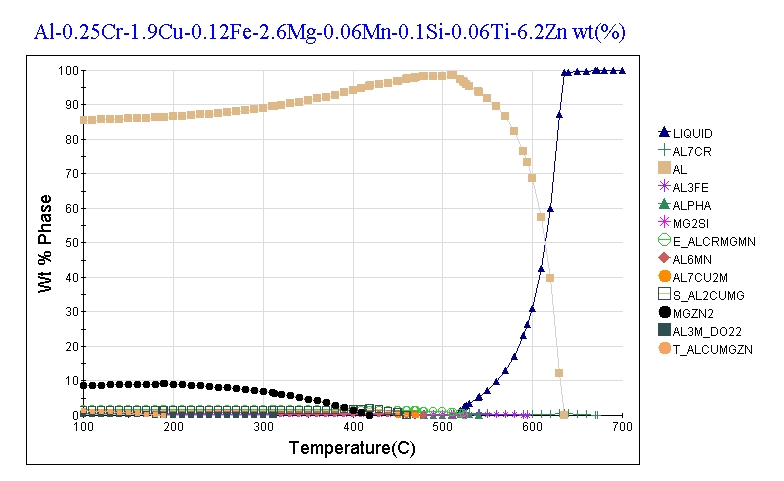 Al-0.25Cr-1.9Cu-0.12Fe-2.6Mg-0.06Mn-0.1Si-0.06Ti-6.2Zn wt(%)
100
90
80
70
60
50
40
30
20
10
0
Wt % Phase
100 200 300 400 500 600 700
Temperature(C)
LIQUID
AL7CR
AL
AL3FE
ALPHA
MG2SI
E_ALCRMGMN
AL6MN
AL7CU2M
S_AL2CUMG
MGZN2
AL3M_DO22
T_ALCUMGZN